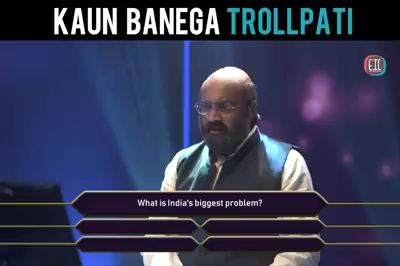 KAUN BANEGA TROLLPATI
EIC
What is India's biggest problem?